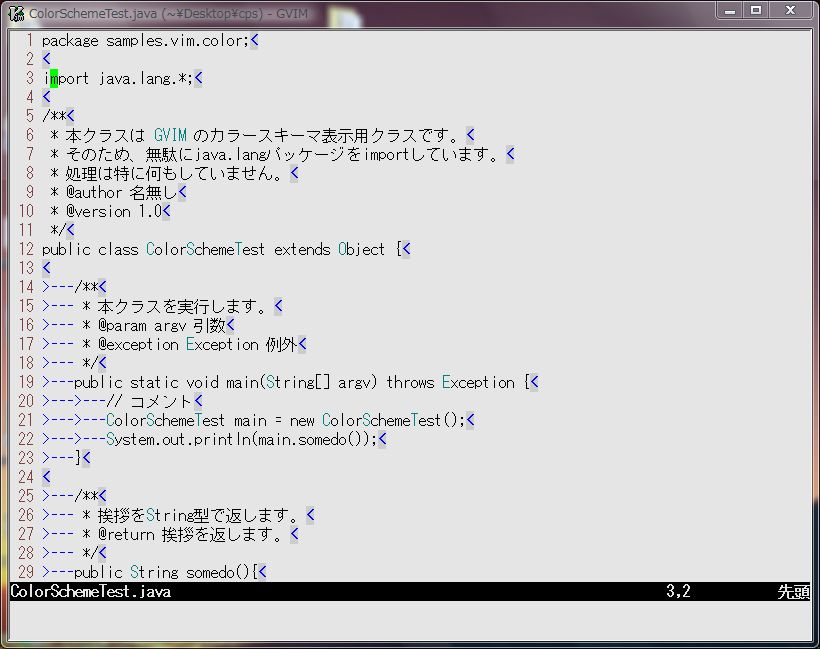 ColorSchemeTest.java (~¥Desktop¥cps) - GVIM
1 package samples.vim.color;<
2 <
3 import java.lang.*;<
4 <
5 /**<
6  * 本クラスは GVIM のカラースキーマ表示用クラスです。<
7  * そのため、無駄にjava.langパッケージをimportしています。<
8  * 処理は特に何もしていません。<
9  * @author 名無し<
10  * @version 1.0<
11  */<
12 public class ColorSchemeTest extends Object {<
13 <
14 >---/**<
15 >--- * 本クラスを実行します。<
16 >--- * @param argv 引数<
17 >--- * @exception Exception 例外<
18 >--- */<
19 >---public static void main(String[] argv) throws Exception {<
20 >--->---// コメント<
21 >--->---ColorSchemeTest main = new ColorSchemeTest();<
22 >--->---System.out.println(main.somedo());<
23 >---}<
24 <
25 >---/**<
26 >--- * 挨拶をString型で返します。<
27 >--- * @return 挨拶を返します。<
28 >--- */<
29 >---public String somedo(){<
ColorSchemeTest.java 3,2 先頭